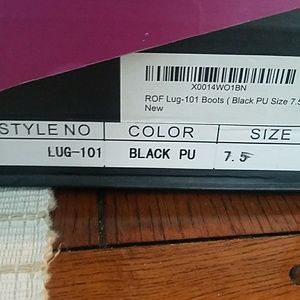 X0014WO1BN
ROF Lug-101 Boots ( Black PU Size 7.5
New
STYLE NO COLOR SIZE
LUG-101 BLACK PU 7.5